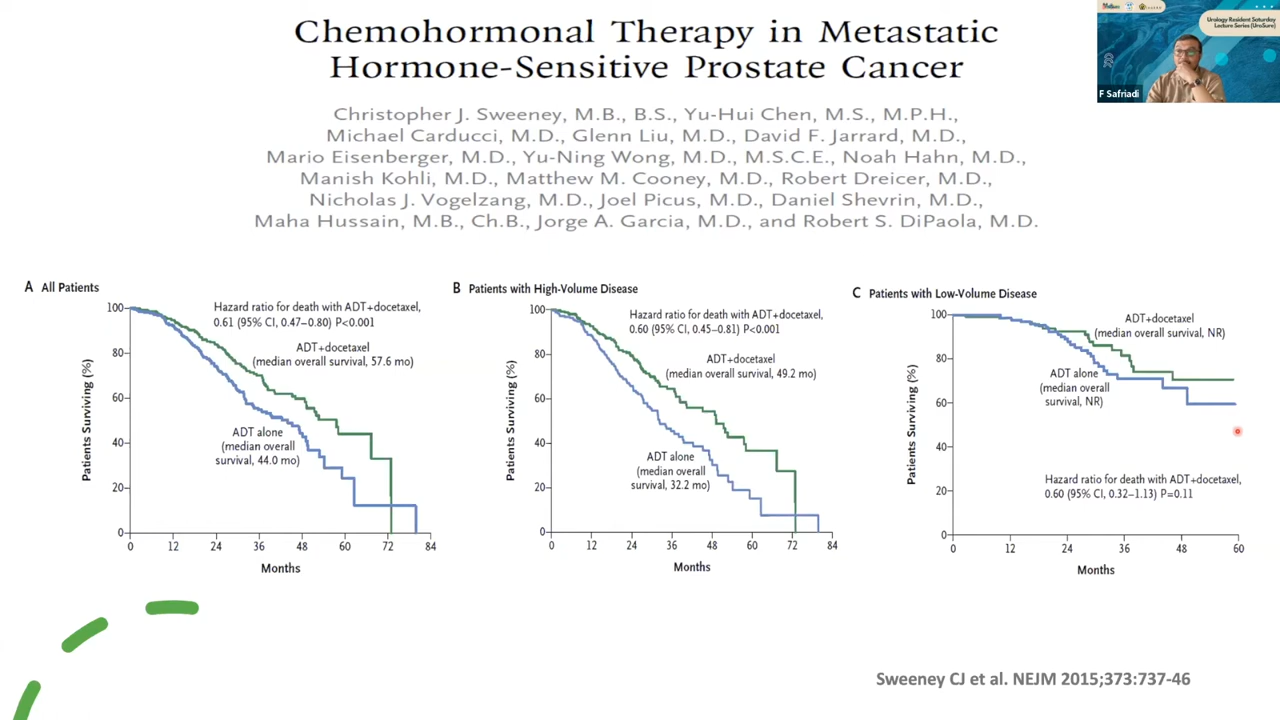 Chemohormonal Therapy in Metastatic
Hormone-Sensitive Prostate Cancer
Urology Resident Saturday
Lecture Series (UroSure)
F Safriadi
Christopher J. Sweeney, M.B., B.S., Yu-Hui Chen, M.S., M.P.H.,
Michael Carducci, M.D., Glenn Liu, M.D., David F. Jarrard, M.D.,
Mario Eisenberger, M.D., Yu-Ning Wong, M.D., M.S.C.E., Noah Hahn, M.D.,
Manish Kohli, M.D., Matthew M. Cooney, M.D., Robert Dreicer, M.D.,
Nicholas J. Vogelzang, M.D., Joel Picus, M.D., Daniel Shevrin, M.D.,
Maha Hussain, M.B., Ch.B., Jorge A. Garcia, M.D., and Robert S. DiPaola, M.D.
A All Patients
Hazard ratio for death with ADT+docetaxel,
0.61 (95% CI, 0.47–0.80) P<0.001
ADT+docetaxel
(median overall survival, 57.6 mo)
ADT alone
(median overall
survival, 44.0 mo)
Patients Surviving (%)
100
80
60
40
20
0
0 12 24 36 48 60 72 84
Months
B Patients with High-Volume Disease
Hazard ratio for death with ADT+docetaxel,
0.60 (95% CI, 0.45–0.81) P<0.001
ADT+docetaxel
(median overall survival, 49.2 mo)
ADT alone
(median overall
survival, 32.2 mo)
Patients Surviving (%)
100
80
60
40
20
0
0 12 24 36 48 60 72 84
Months
C Patients with Low-Volume Disease
ADT+docetaxel
(median overall survival, NR)
ADT alone
(median overall
survival, NR)
Hazard ratio for death with ADT+docetaxel,
0.60 (95% CI, 0.32–1.13) P=0.11
Patients Surviving (%)
100
80
60
40
20
0
0 12 24 36 48 60
Months
Sweeney CJ et al. NEJM 2015;373:737-46